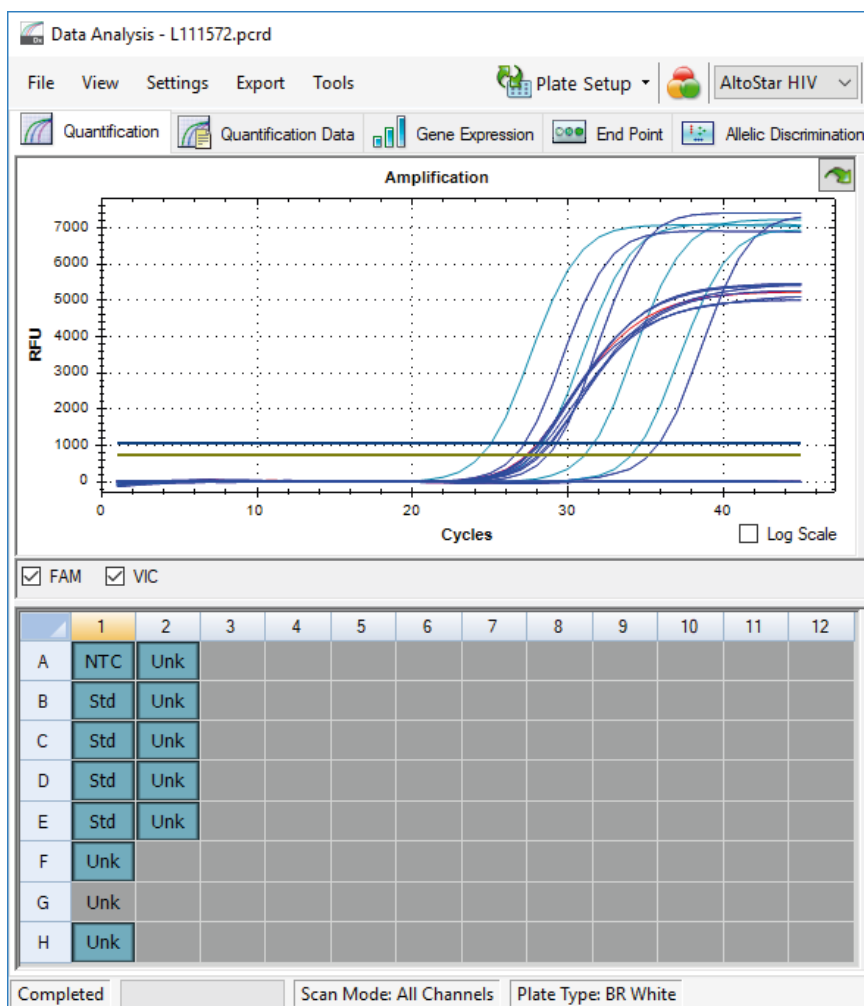 Data Analysis - L111572.pcrd
File View Settings Export Tools Plate Setup AltoStar HIV
Quantification Quantification Data Gene Expression End Point Allelic Discrimination
Amplification
7000
6000
5000
4000
3000
2000
1000
0
RFU
0 10 20 30 40
Cycles
Log Scale
FAM VIC
1 2 3 4 5 6 7 8 9 10 11 12
A NTC Unk
B Std Unk
C Std Unk
D Std Unk
E Std Unk
F Unk
G Unk
H Unk
Completed Scan Mode: All Channels Plate Type: BR White